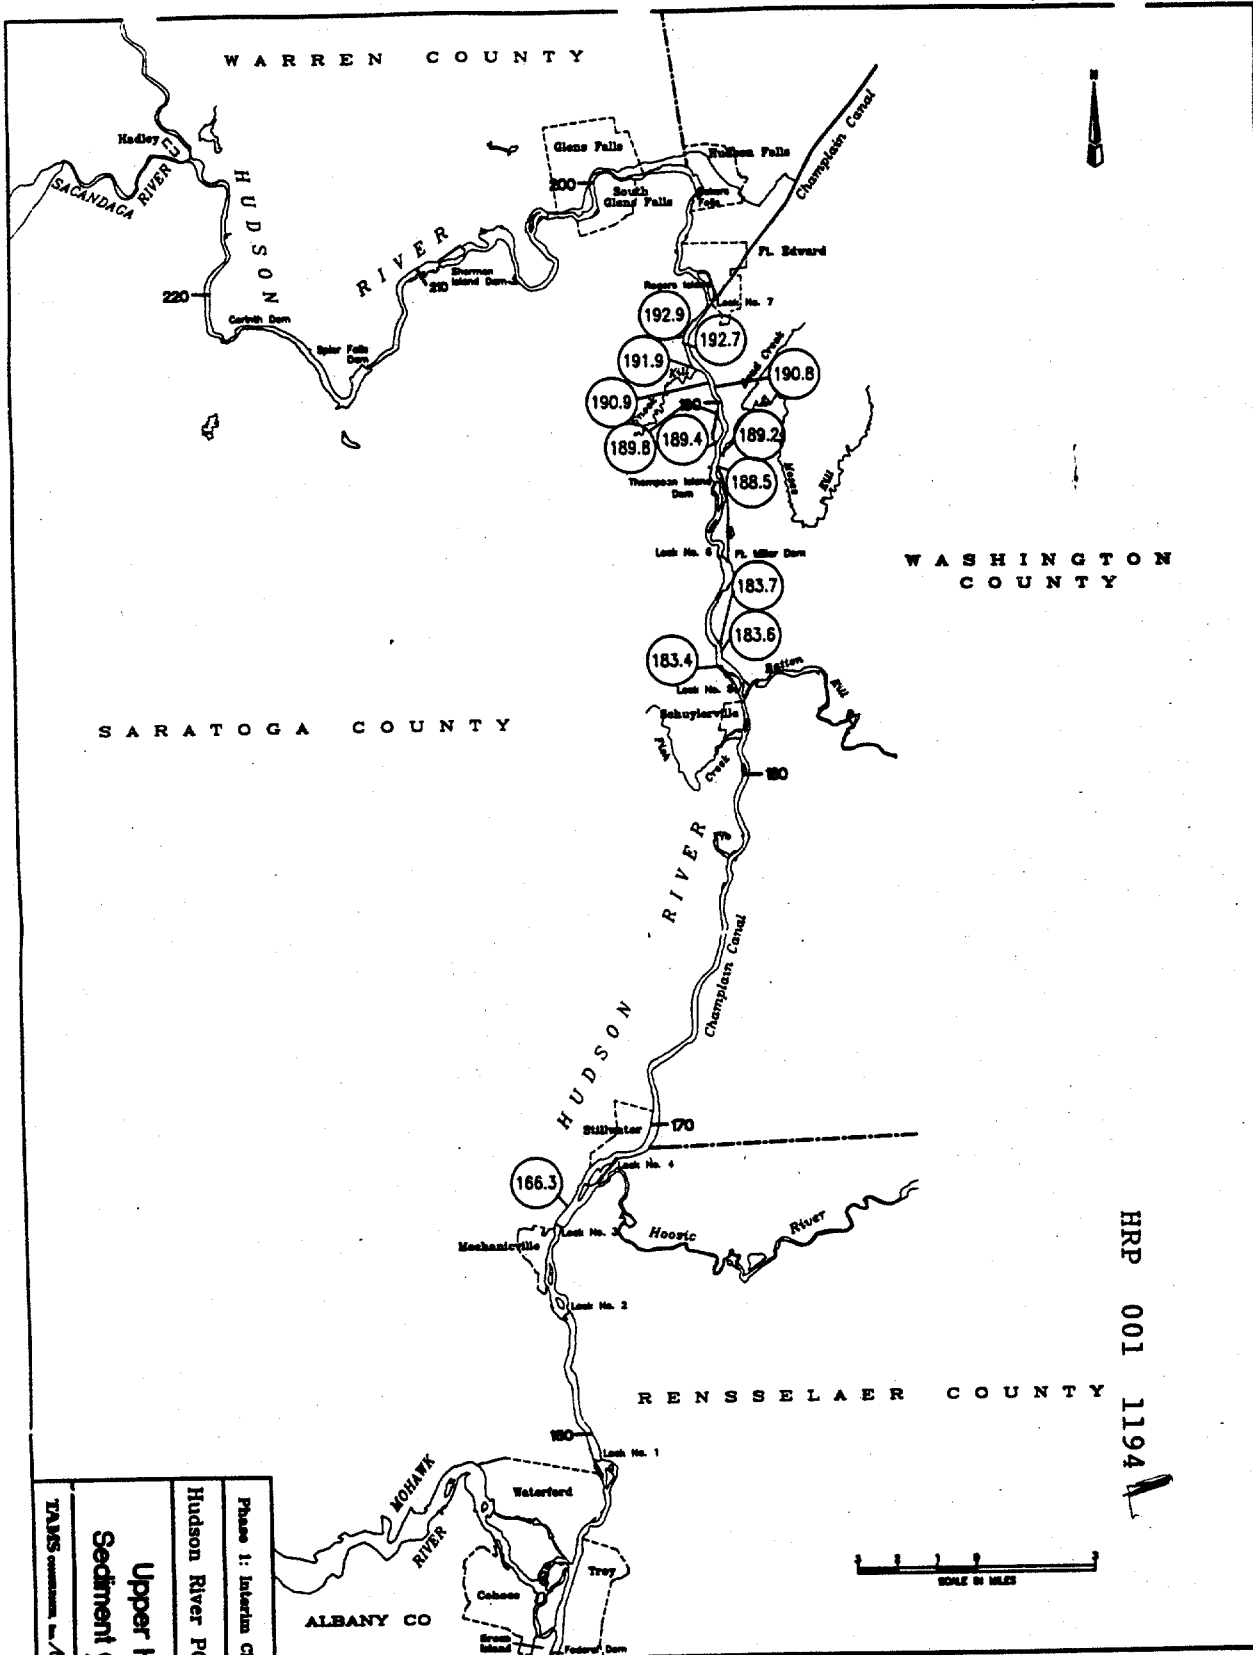 WARREN COUNTY
Hadley
SACANDAGA
RIVER
HUDSON
RIVER
Glens Falls
Hudson Falls
Champlain Canal
200
South
Glens Falls
Bakers
Falls
Ft. Edward
210
Sherman
Island Dam
220
Corinth Dam
Spier Falls
Dam
Rogers Island
Lock No. 7
192.9
192.7
191.9
190.8
190.9
Creek
Kill
190
189.8
189.4
189.2
188.5
Moses
Kill
Thompson Island
Dam
Lock No. 6
Ft. Miller Dam
WASHINGTON
COUNTY
183.7
183.6
183.4
Batten
Kill
Lock No. 5
Schuylerville
SARATOGA COUNTY
Fish
Creek
180
HUDSON RIVER
Champlain Canal
Stillwater
170
Lock No. 4
166.3
Lock No. 3
Mechanicville
Hoosic River
Lock No. 2
HRP 001 1194
RENSSELAER COUNTY
160
Lock No. 1
MOHAWK
RIVER
Waterford
Troy
Cohoes
ALBANY CO
Green
Island
Federal Dam
SCALE IN MILES
Phase 1: Interim C
Hudson River P
Upper
Sediment
TAMS